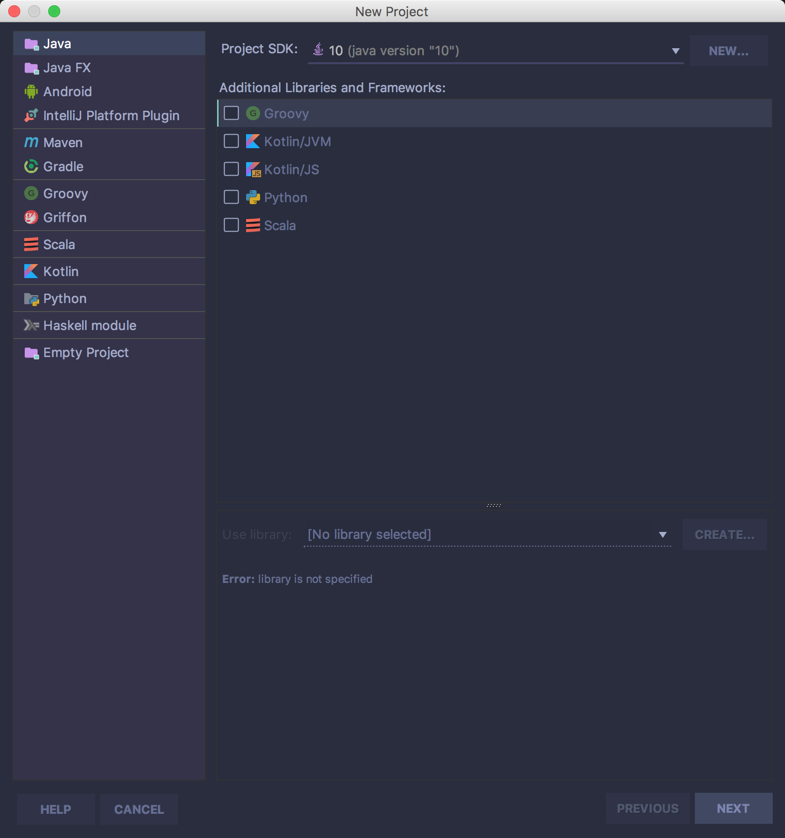 New Project
Java
Java FX
Android
IntelliJ Platform Plugin
Maven
Gradle
Groovy
Griffon
Scala
Kotlin
Python
Haskell module
Empty Project
Project SDK: 10 (java version "10") NEW...
Additional Libraries and Frameworks:
Groovy
Kotlin/JVM
Kotlin/JS
Python
Scala
Use library: [No library selected] CREATE...
Error: library is not specified
HELP CANCEL PREVIOUS NEXT